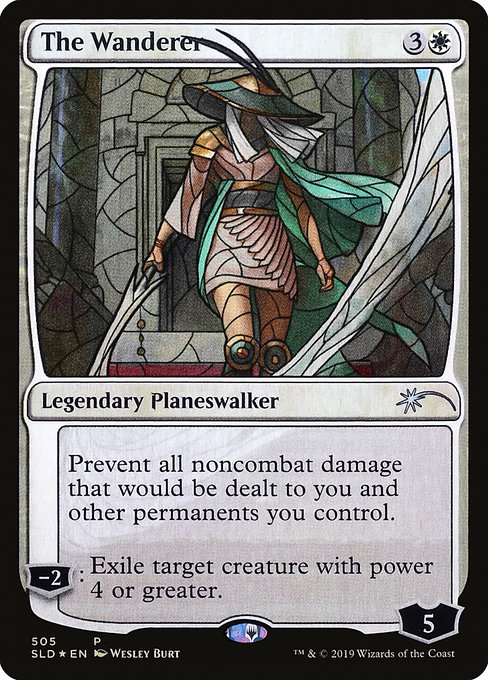 The Wanderer 3
Legendary Planeswalker
Prevent all noncombat damage
that would be dealt to you and
other permanents you control.
−2 : Exile target creature with power
4 or greater.
5
505 P
SLD ★ EN Wesley Burt ™ & © 2019 Wizards of the Coast